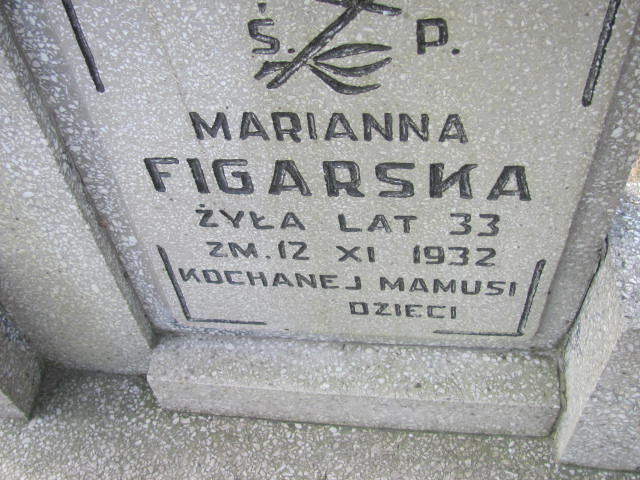 Ś. P.
MARIANNA
FIGARSKA
ŻYŁA LAT 33
ZM. 12 XI 1932
KOCHANEJ MAMUSI
DZIECI